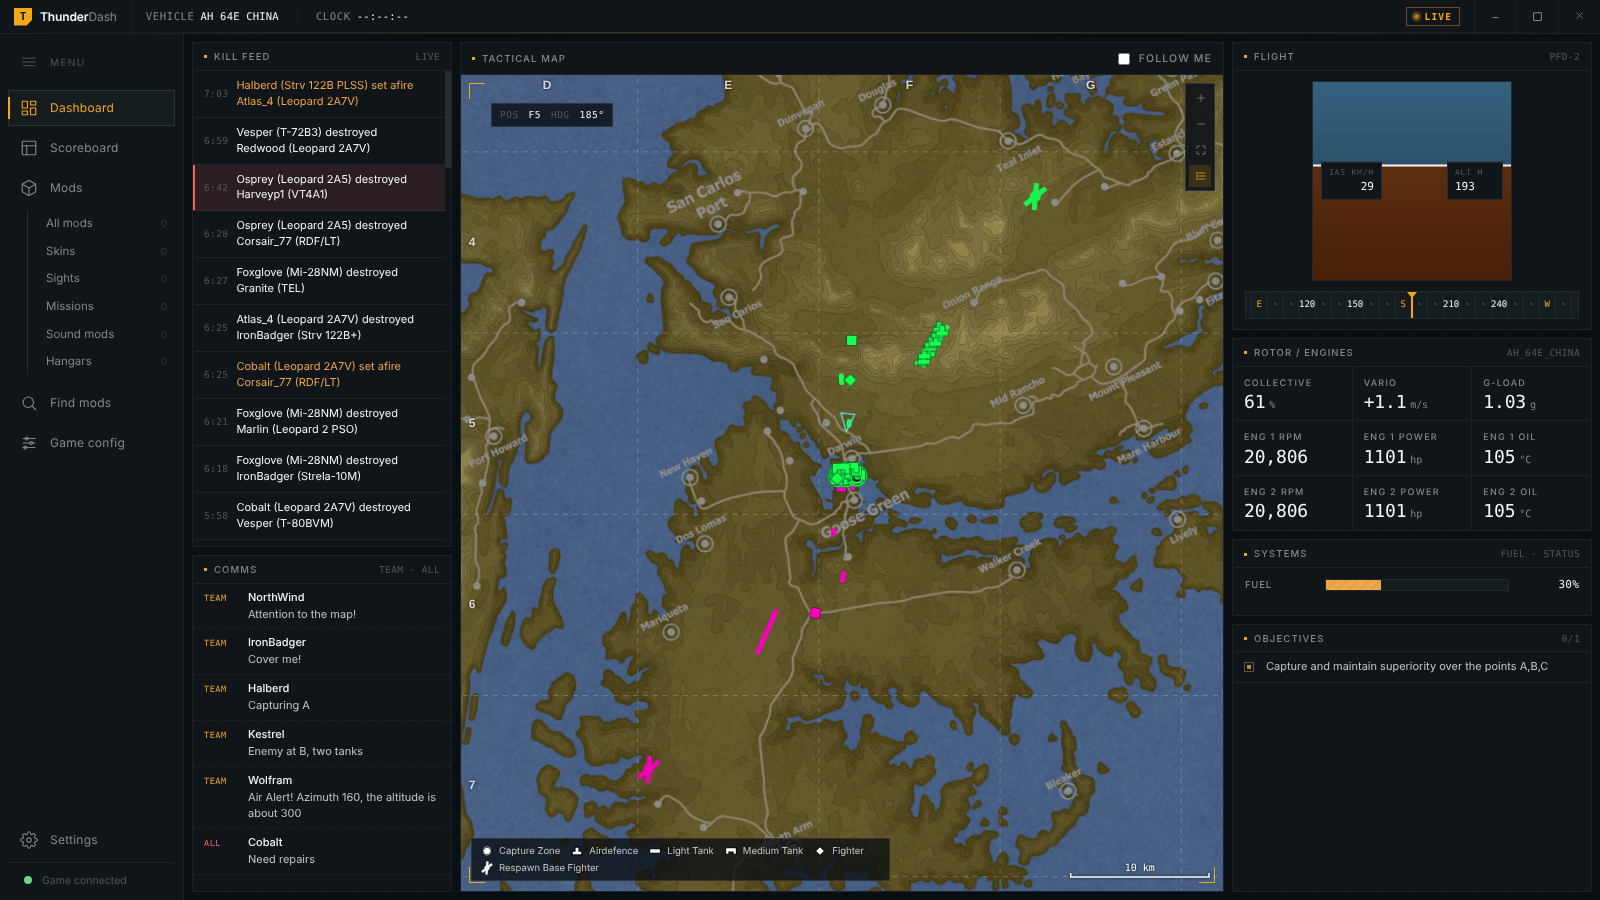 T ThunderDash
VEHICLE AH 64E CHINA
CLOCK --:--:--
LIVE
MENU
Dashboard
Scoreboard
Mods
All mods 0
Skins 0
Sights 0
Missions 0
Sound mods 0
Hangars 0
Find mods
Game config
Settings
Game connected
KILL FEED LIVE
7:03 Halberd (Strv 122B PLSS) set afire
Atlas_4 (Leopard 2A7V)
6:59 Vesper (T-72B3) destroyed
Redwood (Leopard 2A7V)
6:42 Osprey (Leopard 2A5) destroyed
Harveyp1 (VT4A1)
6:28 Osprey (Leopard 2A5) destroyed
Corsair_77 (RDF/LT)
6:27 Foxglove (Mi-28NM) destroyed
Granite (TEL)
6:25 Atlas_4 (Leopard 2A7V) destroyed
IronBadger (Strv 122B+)
6:25 Cobalt (Leopard 2A7V) set afire
Corsair_77 (RDF/LT)
6:21 Foxglove (Mi-28NM) destroyed
Marlin (Leopard 2 PSO)
6:18 Foxglove (Mi-28NM) destroyed
IronBadger (Strela-10M)
5:58 Cobalt (Leopard 2A7V) destroyed
Vesper (T-80BVM)
COMMS TEAM · ALL
TEAM NorthWind
Attention to the map!
TEAM IronBadger
Cover me!
TEAM Halberd
Capturing A
TEAM Kestrel
Enemy at B, two tanks
TEAM Wolfram
Air Alert! Azimuth 160, the altitude is
about 300
ALL Cobalt
Need repairs
TACTICAL MAP
FOLLOW ME
D E F G
POS F5 HDG 185°
4
5
6
7
Dunvegan
Douglas
Bay
Green
Teal Inlet
San Carlos
Port
San Carlos
Onion Range
Mid Rancho
Mount Pleasant
Mare Harbour
Port Howard
New Haven
Darwin
Goose Green
Dos Lomas
Walker Creek
Lively
Mariqueta
Bleaker
Arm
Capture Zone
Airdefence
Light Tank
Medium Tank
Fighter
Respawn Base Fighter
10 km
FLIGHT PFD-2
IAS KM/H
29
ALT M
193
E · · 120 · · 150 · · S · · 210 · · 240 · · W ·
ROTOR / ENGINES AH_64E_CHINA
COLLECTIVE VARIO G-LOAD
61 % +1.1 m/s 1.03 g
ENG 1 RPM ENG 1 POWER ENG 1 OIL
20,806 1101 hp 105 °C
ENG 2 RPM ENG 2 POWER ENG 2 OIL
20,806 1101 hp 105 °C
SYSTEMS FUEL · STATUS
FUEL 30%
OBJECTIVES 0/1
Capture and maintain superiority over the points A,B,C